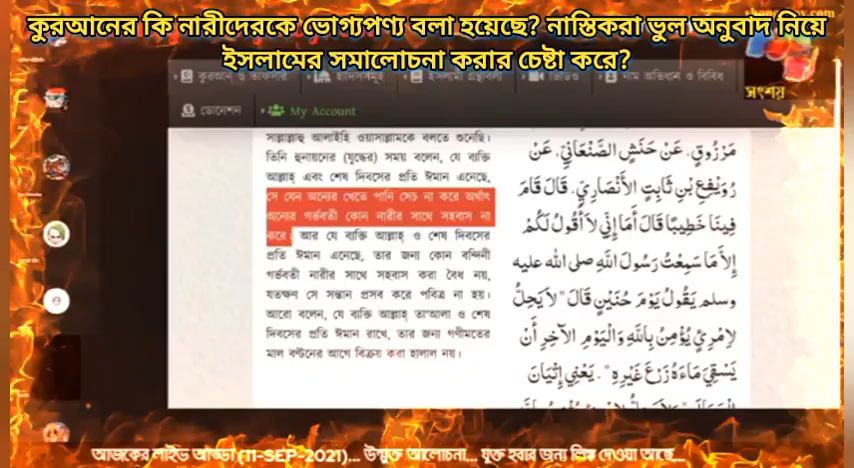 কুরআনের কি নারীদেরকে ভোগ্যপণ্য বলা হয়েছে? নাস্তিকরা ভুল অনুবাদ নিয়ে
ইসলামের সমালোচনা করার চেষ্টা করে?
সংশয়
কুরআন ও তাফসীর
হাদিসসমূহ
ইসলামী গ্রন্থাবলী
ভিডিও
নাম অভিধান ও বিবিধ
ডোনেশন
My Account
সাল্লাল্লাহু আলাইহি ওয়াসাল্লামকে বলতে শুনেছি।
তিনি হুনায়নের (যুদ্ধের) সময় বলেন, যে ব্যক্তি
আল্লাহ্ এবং শেষ দিবসের প্রতি ঈমান এনেছে,
সে যেন অন্যের খেতে পানি সেচ না করে অর্থাৎ
অন্যের গর্ভবতী কোন নারীর সাথে সহবাস না
করে। আর যে ব্যক্তি আল্লাহ্ ও শেষ দিবসের
প্রতি ঈমান এনেছে, তার জন্য কোন বন্দিনী
গর্ভবতী নারীর সাথে সহবাস করা বৈধ নয়,
যতক্ষণ সে সন্তান প্রসব করে পবিত্র না হয়।
আরো বলেন, যে ব্যক্তি আল্লাহ্ তা'আলা ও শেষ
দিবসের প্রতি ঈমান রাখে, তার জন্য গণীমতের
মাল বণ্টনের আগে বিক্রয় করা হালাল নয়।
مَرْزُوقٍ، عَنْ حَنَشٍ الصَّنْعَانِيِّ، عَنْ
رُوَيْفِعِ بْنِ ثَابِتٍ الأَنْصَارِيِّ، قَالَ قَامَ
فِينَا خَطِيبًا قَالَ أَمَا إِنِّي لاَ أَقُولُ لَكُمْ
إِلاَّ مَا سَمِعْتُ رَسُولَ اللَّهِ صلى الله عليه
وسلم يَقُولُ يَوْمَ حُنَيْنٍ قَالَ " لاَ يَحِلُّ
لاِمْرِئٍ يُؤْمِنُ بِاللَّهِ وَالْيَوْمِ الآخِرِ أَنْ
يَسْقِيَ مَاءَهُ زَرْعَ غَيْرِهِ " . يَعْنِي إِتْيَانَ
আজকের লাইভ আড্ডা (11-SEP-2021)... উন্মুক্ত আলোচনা... যুক্ত হবার জন্য লিঙ্ক দেওয়া আছে...